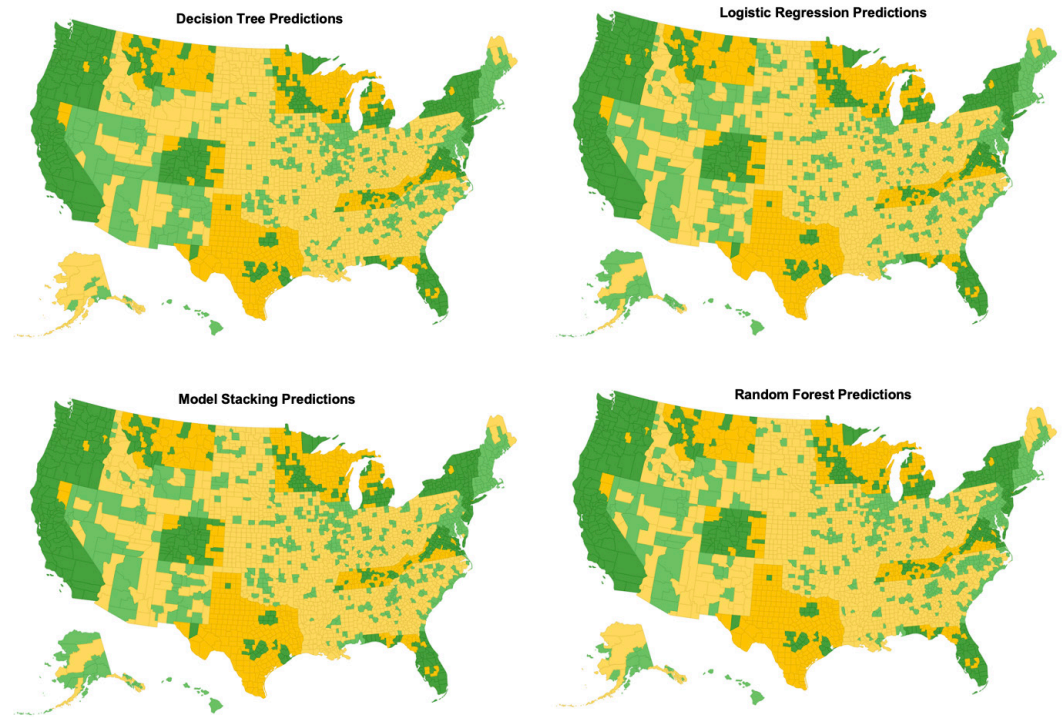 Decision Tree Predictions
Logistic Regression Predictions
Model Stacking Predictions
Random Forest Predictions